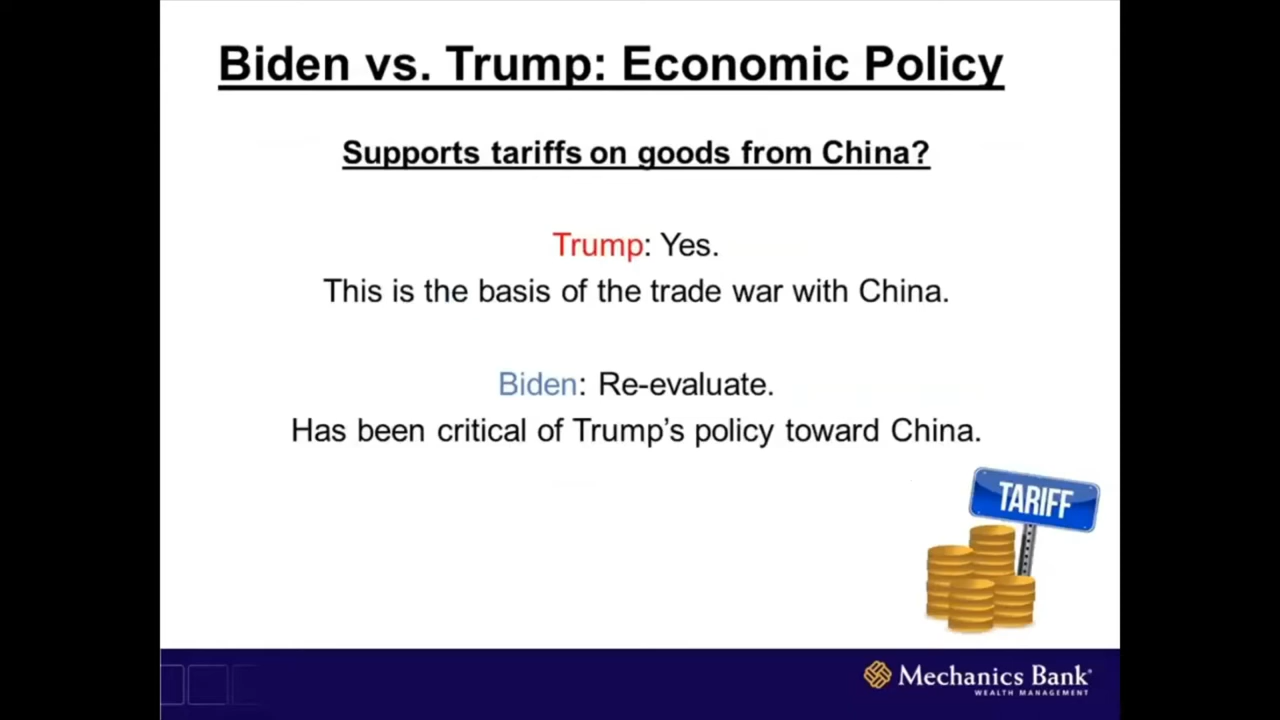 Biden vs. Trump: Economic Policy
Supports tariffs on goods from China?
Trump: Yes.
This is the basis of the trade war with China.
Biden: Re-evaluate.
Has been critical of Trump’s policy toward China.
TARIFF
Mechanics Bank
WEALTH MANAGEMENT